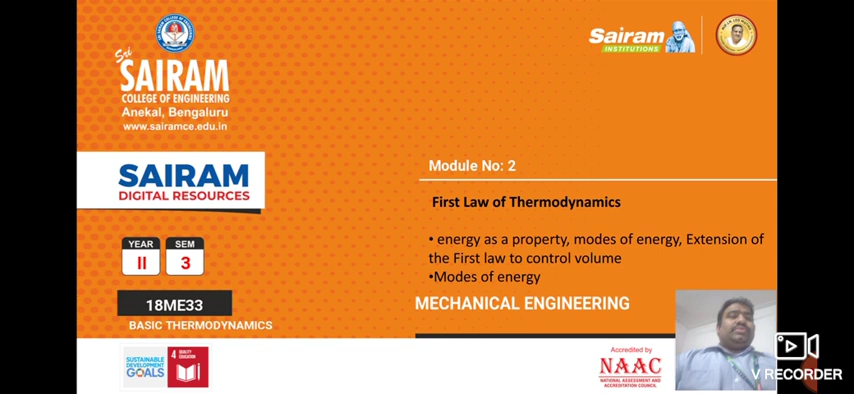 Sri
SAIRAM
COLLEGE OF ENGINEERING
Anekal, Bengaluru
www.sairamce.edu.in
Sairam
INSTITUTIONS
SAIRAM
DIGITAL RESOURCES
YEAR
II
SEM
3
18ME33
BASIC THERMODYNAMICS
Module No: 2
First Law of Thermodynamics
• energy as a property, modes of energy, Extension of
the First law to control volume
•Modes of energy
MECHANICAL ENGINEERING
SUSTAINABLE
DEVELOPMENT
GOALS
4 QUALITY
EDUCATION
Accredited by
NAAC
NATIONAL ASSESSMENT AND
ACCREDITATION COUNCIL
V RECORDER